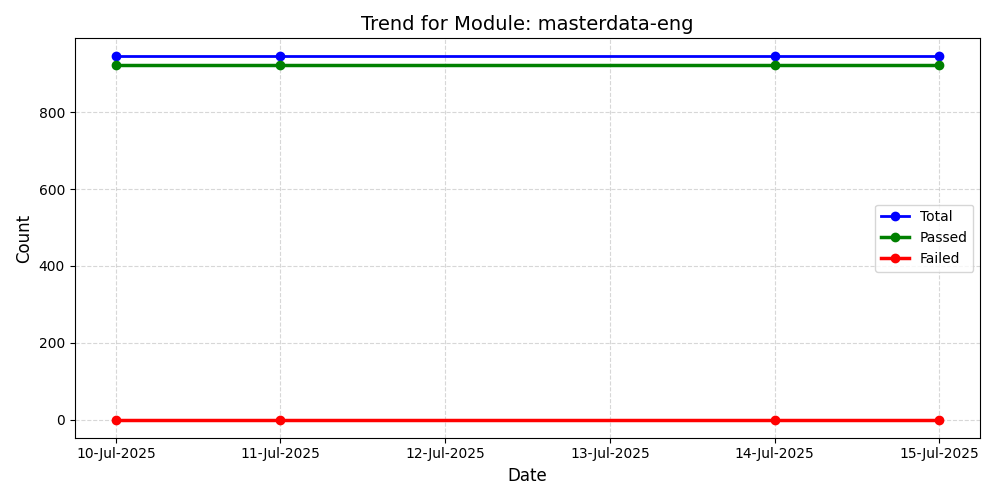 Trend for Module: masterdata-eng
Count
800
600
400
200
0
Total
Passed
Failed
10-Jul-2025
11-Jul-2025
12-Jul-2025
13-Jul-2025
14-Jul-2025
15-Jul-2025
Date